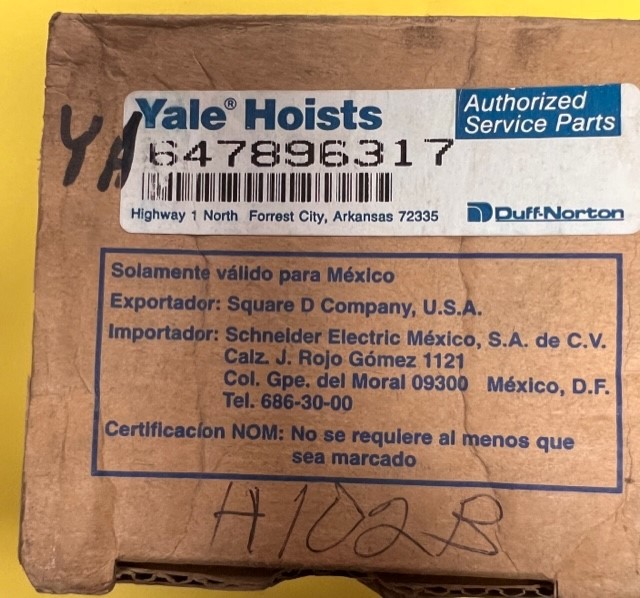 Yale® Hoists
Authorized
Service Parts
YA
647896317
Highway 1 North Forrest City, Arkansas 72335
Duff-Norton
Solamente válido para México
Exportador: Square D Company, U.S.A.
Importador: Schneider Electric México, S.A. de C.V.
Calz. J. Rojo Gómez 1121
Col. Gpe. del Moral 09300 México, D.F.
Tel. 686-30-00
Certificacíon NOM: No se requiere al menos que
sea marcado
H102B